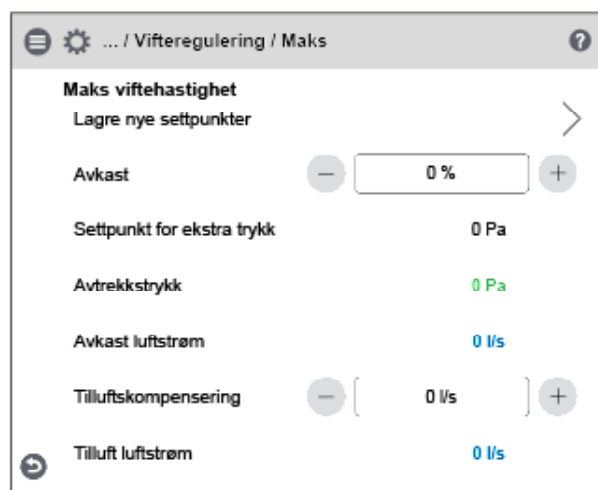 ... / Vifteregulering / Maks ?
Maks viftehastighet
Lagre nye settpunkter
Avkast − 0 % +
Settpunkt for ekstra trykk 0 Pa
Avtrekkstrykk 0 Pa
Avkast luftstrøm 0 l/s
Tilluftskompensering − 0 l/s +
Tilluft luftstrøm 0 l/s